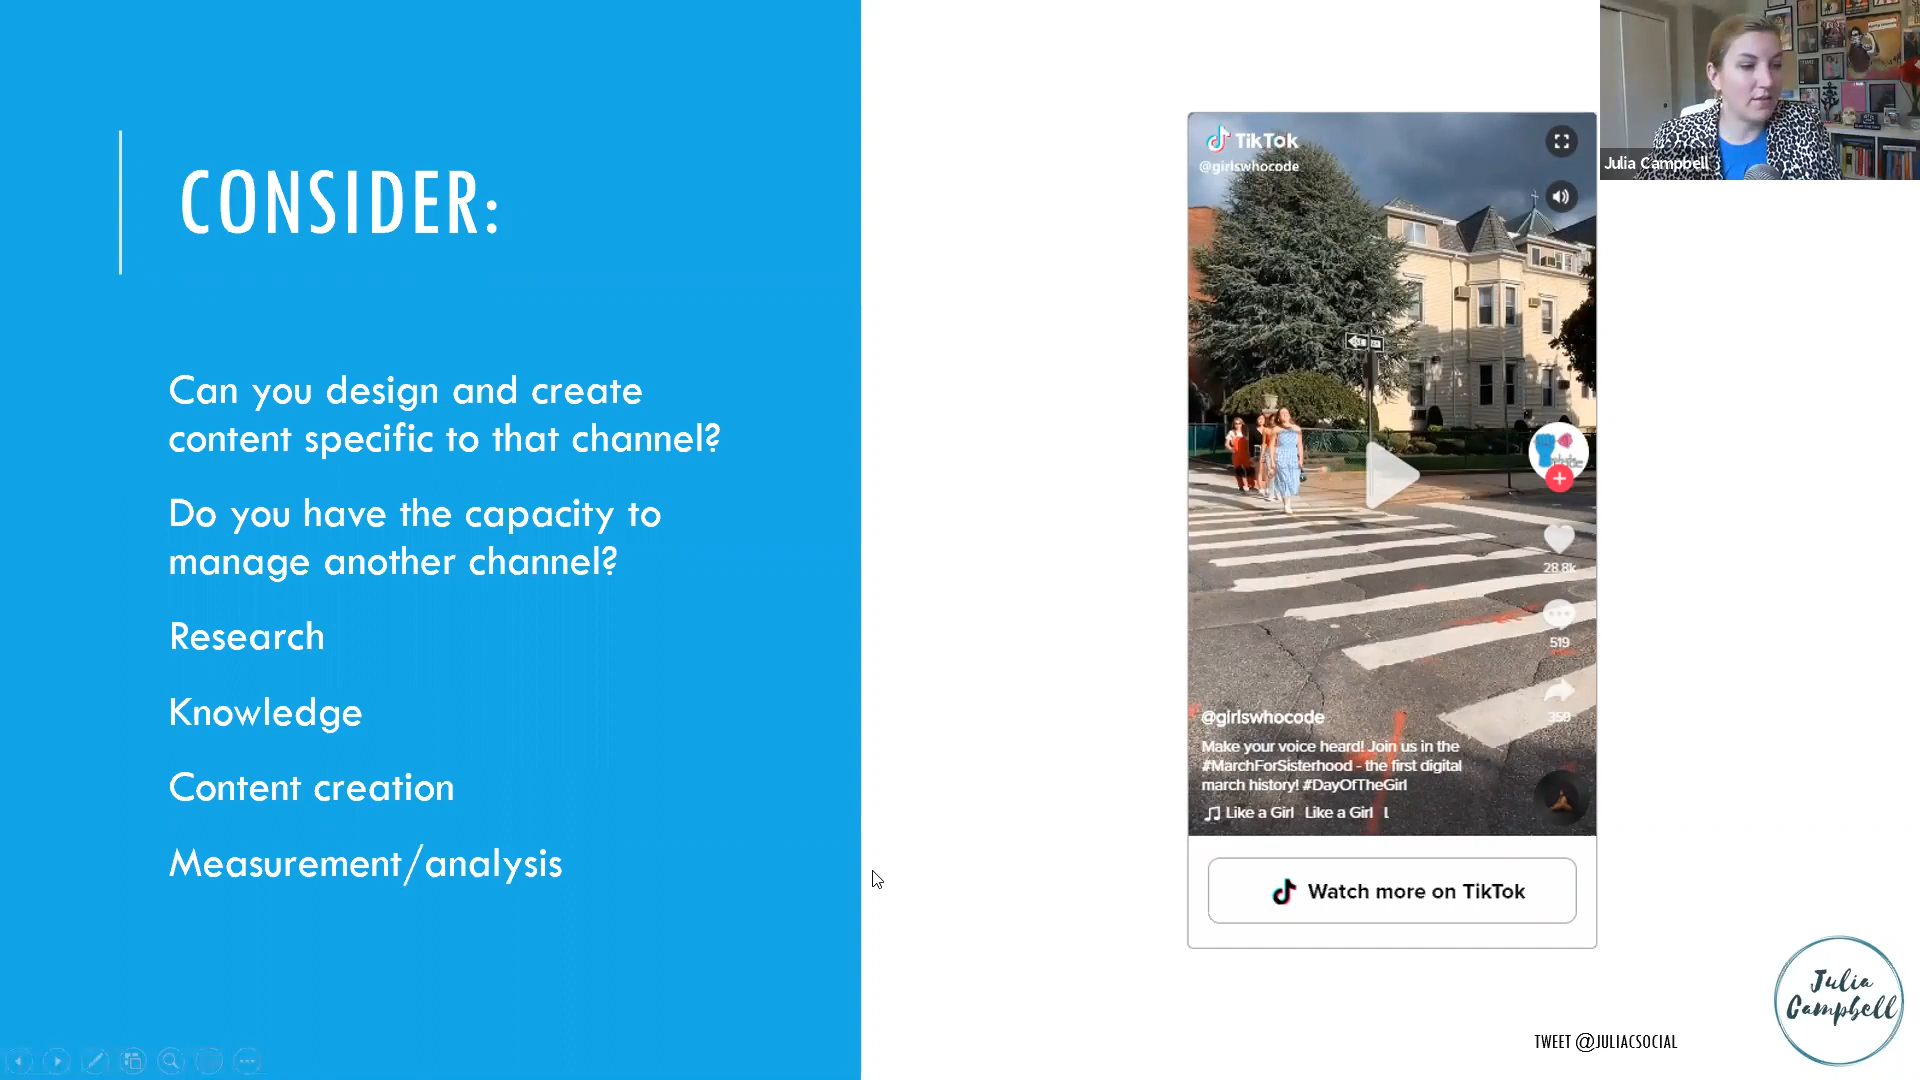 CONSIDER:
Can you design and create
content specific to that channel?
Do you have the capacity to
manage another channel?
Research
Knowledge
Content creation
Measurement/analysis
TikTok
@girlswhocode
28.8k
519
359
@girlswhocode
Make your voice heard! Join us in the
#MarchForSisterhood - the first digital
march history! #DayOfTheGirl
Like a Girl Like a Girl
Watch more on TikTok
Julia Campbell
Julia
Campbell
TWEET @JULIACSOCIAL